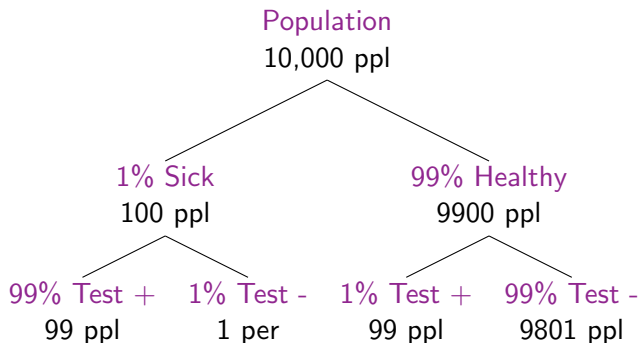 Population
10,000 ppl
1% Sick
100 ppl
99% Healthy
9900 ppl
99% Test +
99 ppl
1% Test -
1 per
1% Test +
99 ppl
99% Test -
9801 ppl